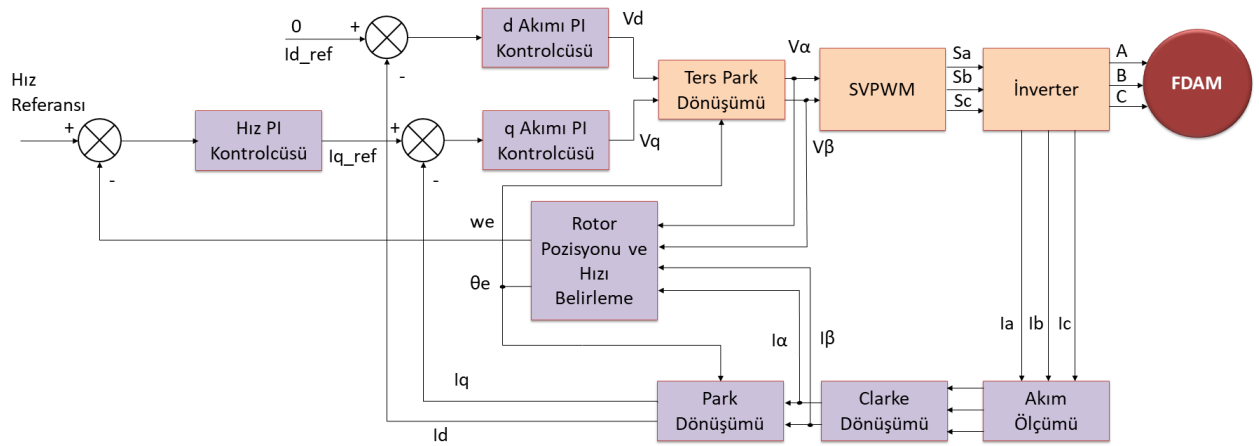 0
+
Id_ref
-
d Akımı PI
Kontrolcüsü
Vd
Hız
Referansı
+
-
Hız PI
Kontrolcüsü
Iq_ref
+
-
q Akımı PI
Kontrolcüsü
Vq
Ters Park
Dönüşümü
Vα
Vβ
SVPWM
Sa
Sb
Sc
İnverter
A
B
C
FDAM
we
θe
Rotor
Pozisyonu ve
Hızı
Belirleme
Iα
Iβ
Ia
Ib
Ic
Iq
Id
Park
Dönüşümü
Clarke
Dönüşümü
Akım
Ölçümü